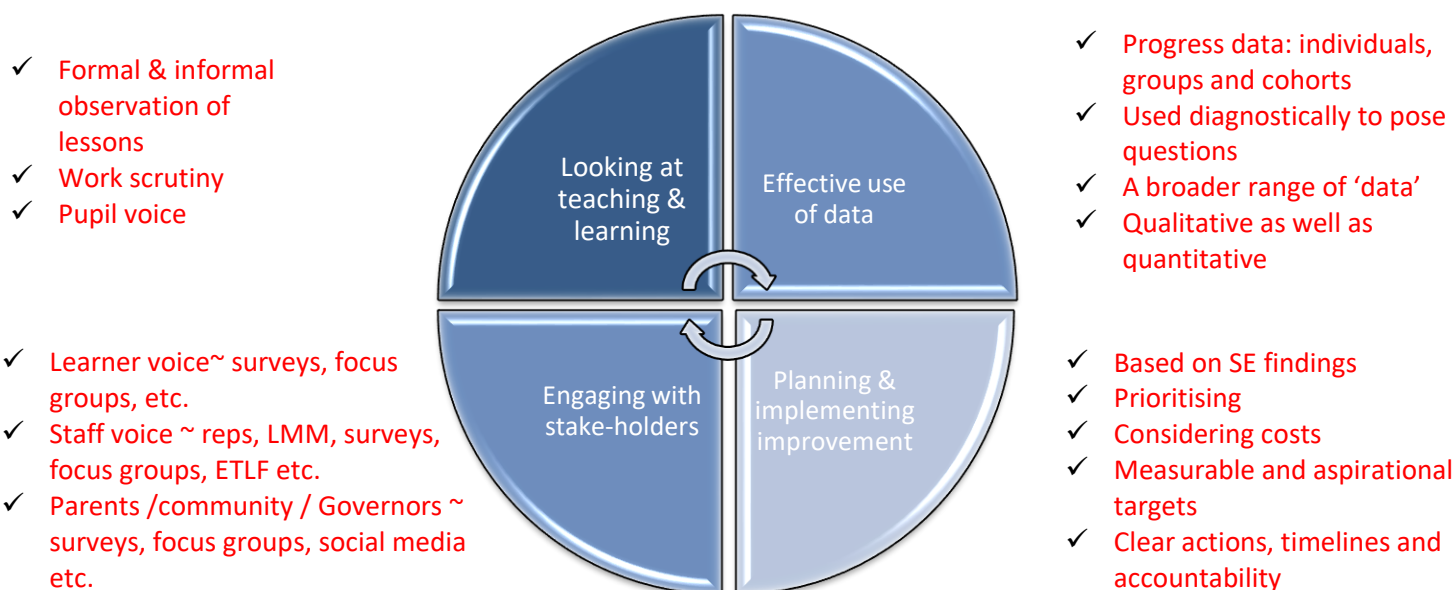 ✓ Formal & informal
observation of
lessons
✓ Work scrutiny
✓ Pupil voice
Looking at
teaching &
learning
Effective use
of data
✓ Progress data: individuals,
groups and cohorts
✓ Used diagnostically to pose
questions
✓ A broader range of ‘data’
✓ Qualitative as well as
quantitative
✓ Learner voice~ surveys, focus
groups, etc.
✓ Staff voice ~ reps, LMM, surveys,
focus groups, ETLF etc.
✓ Parents /community / Governors ~
surveys, focus groups, social media
etc.
Engaging with
stake-holders
Planning &
implementing
improvement
✓ Based on SE findings
✓ Prioritising
✓ Considering costs
✓ Measurable and aspirational
targets
✓ Clear actions, timelines and
accountability